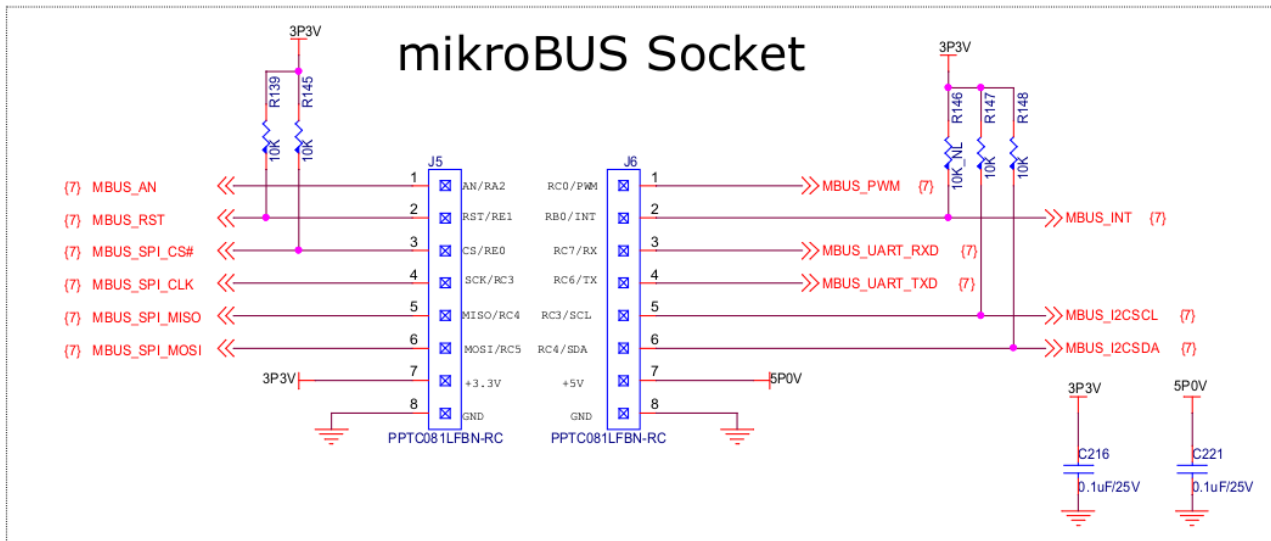 mikroBUS Socket
3P3V
R139
R145
10K
10K
3P3V
R146
R147
R148
10K_NL
10K
10K
J5
{7} MBUS_AN 1 AN/RA2
{7} MBUS_RST 2 RST/RE1
{7} MBUS_SPI_CS# 3 CS/RE0
{7} MBUS_SPI_CLK 4 SCK/RC3
{7} MBUS_SPI_MISO 5 MISO/RC4
{7} MBUS_SPI_MOSI 6 MOSI/RC5
3P3V 7 +3.3V
8 GND
PPTC081LFBN-RC
J6
RC0/PWM 1 MBUS_PWM {7}
RB0/INT 2 MBUS_INT {7}
RC7/RX 3 MBUS_UART_RXD {7}
RC6/TX 4 MBUS_UART_TXD {7}
RC3/SCL 5 MBUS_I2CSCL {7}
RC4/SDA 6 MBUS_I2CSDA {7}
+5V 7 5P0V
GND 8
PPTC081LFBN-RC
3P3V
C216
0.1uF/25V
5P0V
C221
0.1uF/25V